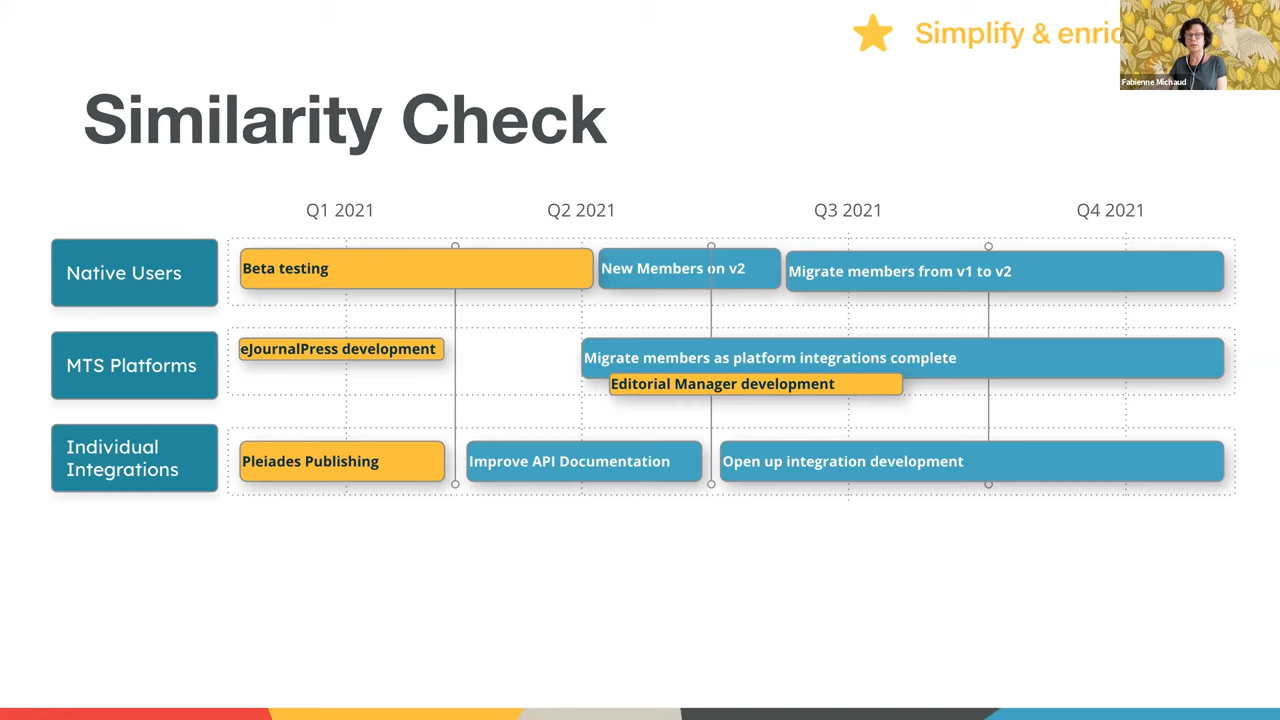 Simplify & enric
Fabienne Michaud
Similarity Check
Q1 2021
Q2 2021
Q3 2021
Q4 2021
Native Users
Beta testing
New Members on v2
Migrate members from v1 to v2
MTS Platforms
eJournalPress development
Migrate members as platform integrations complete
Editorial Manager development
Individual
Integrations
Pleiades Publishing
Improve API Documentation
Open up integration development